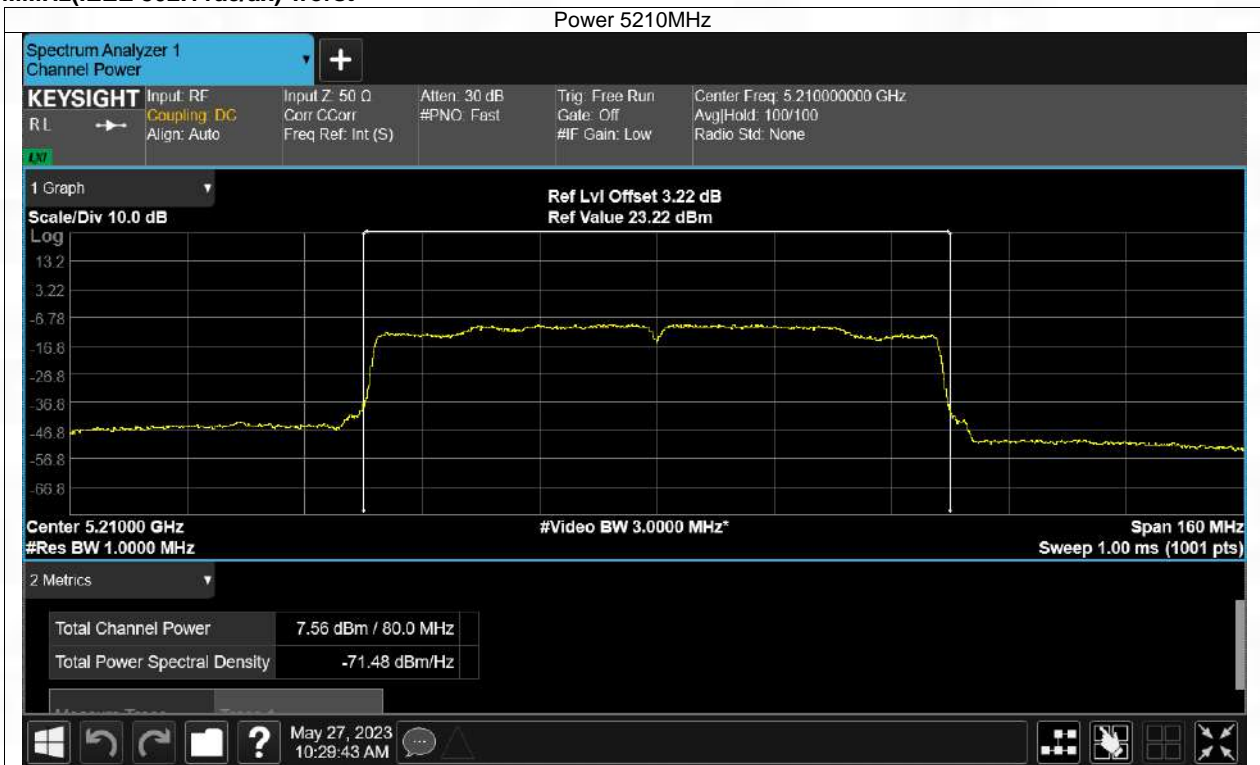 Power 5210MHz
Spectrum Analyzer 1
Channel Power
+
KEYSIGHT
RL
LXI
Input: RF
Coupling: DC
Align: Auto
Input Z: 50 Ω
Corr CCorr
Freq Ref: Int (S)
Atten: 30 dB
#PNO: Fast
Trig: Free Run
Gate: Off
#IF Gain: Low
Center Freq: 5.210000000 GHz
Avg|Hold: 100/100
Radio Std: None
1 Graph
Scale/Div 10.0 dB
Ref Lvl Offset 3.22 dB
Ref Value 23.22 dBm
Log
13.2
3.22
-6.78
-16.8
-26.8
-36.8
-46.8
-56.8
-66.8
Center 5.21000 GHz
#Video BW 3.0000 MHz*
Span 160 MHz
#Res BW 1.0000 MHz
Sweep 1.00 ms (1001 pts)
2 Metrics
Total Channel Power 7.56 dBm / 80.0 MHz
Total Power Spectral Density -71.48 dBm/Hz
?
May 27, 2023
10:29:43 AM